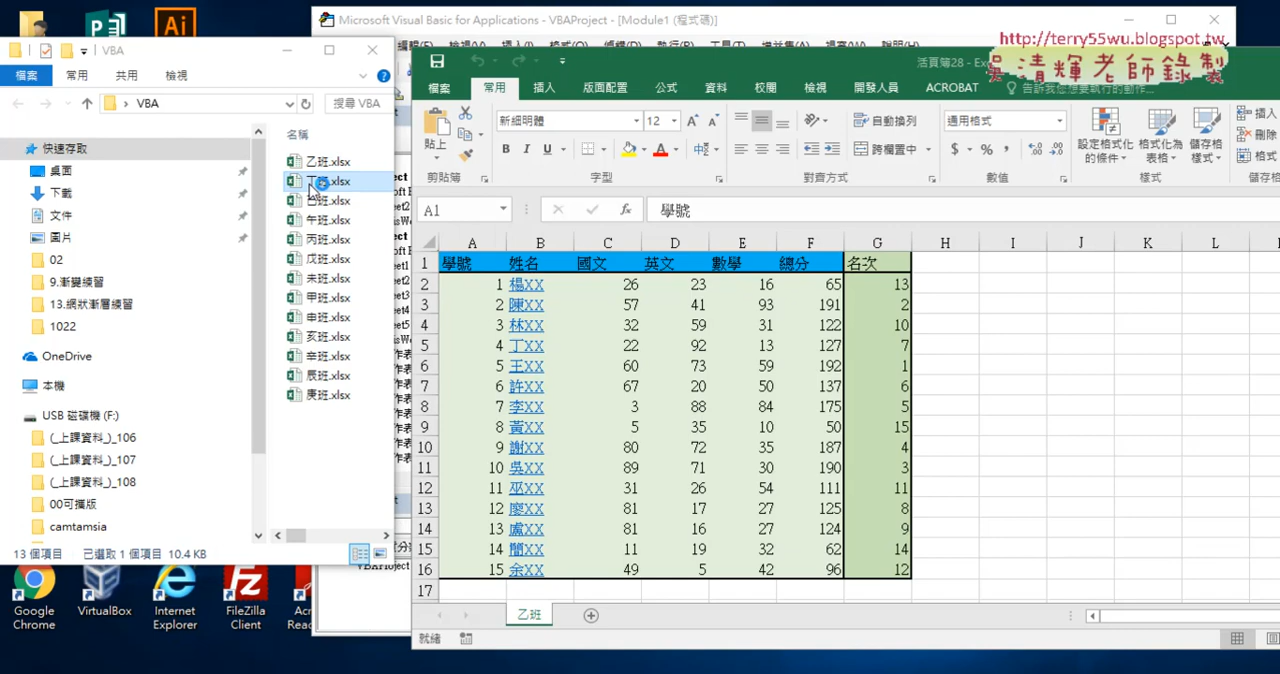 Microsoft Visual Basic for Applications - VBAProject - [Module1 (程式碼)]
http://terry55wu.blogspot.tw
吳清輝老師錄製
VBA
活頁簿28 - Exc
檔案 常用 共用 檢視
檔案 常用 插入 版面配置 公式 資料 校閱 檢視 開發人員 ACROBAT 告訴我您想要執行的動作...
VBA
搜尋 VBA
新細明體 12 自動換列 通用格式 插入
貼上 B I U 跨欄置中 $ % 設定格式化的條件 格式化為表格 儲存格樣式 刪除 格式
剪貼簿 字型 對齊方式 數值 樣式 儲存格
A1 fx 學號
名稱
快速存取
桌面
下載
文件
圖片
02
9.漸變練習
13.網狀漸層練習
1022
OneDrive
本機
USB 磁碟機 (F:)
(_上課資料_)_106
(_上課資料_)_107
(_上課資料_)_108
00可攜版
camtamsia
乙班.xlsx
丁班.xlsx
巳班.xlsx
午班.xlsx
丙班.xlsx
戊班.xlsx
未班.xlsx
甲班.xlsx
申班.xlsx
亥班.xlsx
辛班.xlsx
辰班.xlsx
庚班.xlsx
13 個項目 已選取 1 個項目 10.4 KB
A B C D E F G H I J K L
1 學號 姓名 國文 英文 數學 總分 名次
2 1 楊XX 26 23 16 65 13
3 2 陳XX 57 41 93 191 2
4 3 林XX 32 59 31 122 10
5 4 丁XX 22 92 13 127 7
6 5 王XX 60 73 59 192 1
7 6 許XX 67 20 50 137 6
8 7 李XX 3 88 84 175 5
9 8 黃XX 5 35 10 50 15
10 9 謝XX 80 72 35 187 4
11 10 吳XX 89 71 30 190 3
12 11 巫XX 31 26 54 111 11
13 12 廖XX 81 17 27 125 8
14 13 盧XX 81 16 27 124 9
15 14 簡XX 11 19 32 62 14
16 15 余XX 49 5 42 96 12
17
乙班
就緒
Google Chrome
VirtualBox
Internet Explorer
FileZilla Client